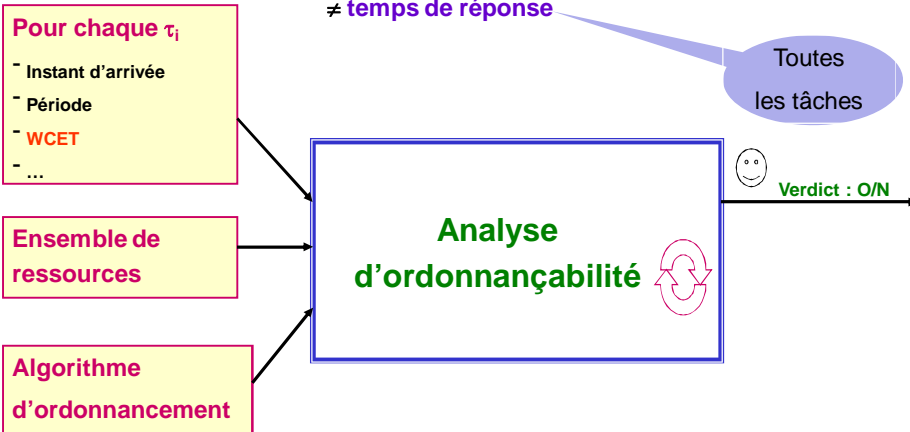 ≠ temps de réponse
Pour chaque τi
- Instant d’arrivée
- Période
- WCET
- ...
Toutes
les tâches
Verdict : O/N
Analyse
d’ordonnançabilité
Ensemble de
ressources
Algorithme
d’ordonnancement